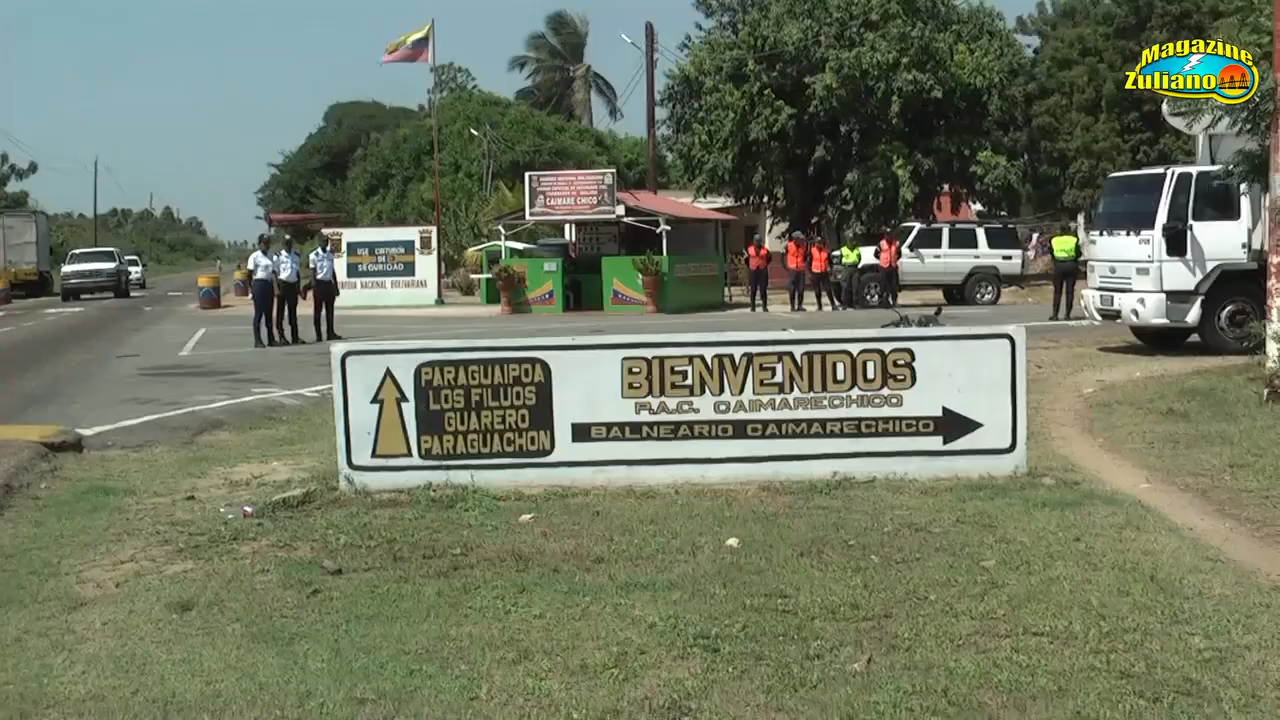 Magazine
Zuliano
CAIMARE CHICO
USE CINTURÓN
DE
SEGURIDAD
GUARDIA NACIONAL BOLIVARIANA
PARAGUAIPOA
LOS FILUOS
GUARERO
PARAGUACHON
BIENVENIDOS
P.A.C. CAIMARECHICO
BALNEARIO CAIMARECHICO